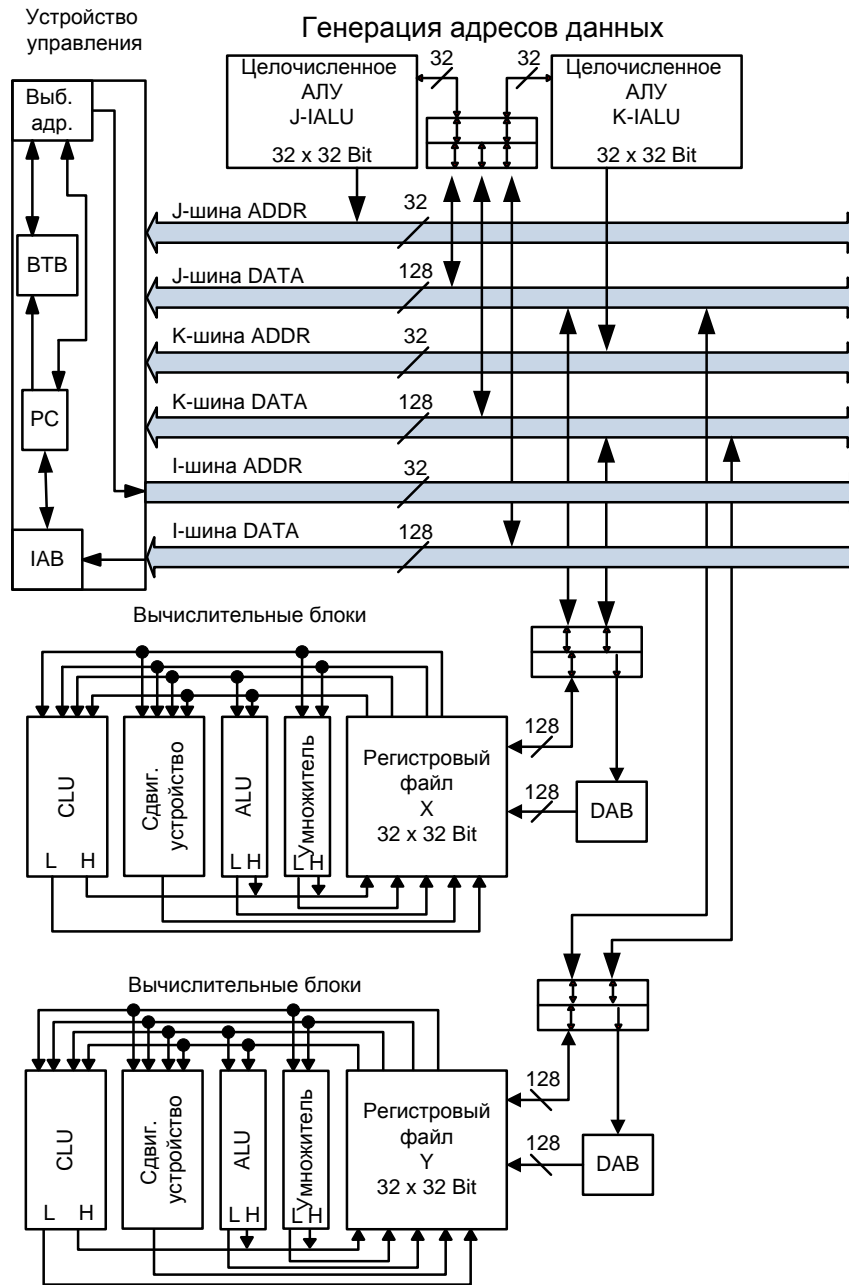 Устройство
управления
Генерация адресов данных
Выб.
адр.
BTB
PC
IAB
Целочисленное
АЛУ
J-IALU
32 x 32 Bit
32
32
Целочисленное
АЛУ
K-IALU
32 x 32 Bit
J-шина ADDR
32
J-шина DATA
128
K-шина ADDR
32
K-шина DATA
128
I-шина ADDR
32
I-шина DATA
128
Вычислительные блоки
CLU
L H
Сдвиг.
устройство
ALU
L H
Умножитель
L H
Регистровый
файл
X
32 x 32 Bit
128
128
DAB
Вычислительные блоки
CLU
L H
Сдвиг.
устройство
ALU
L H
Умножитель
L H
Регистровый
файл
Y
32 x 32 Bit
128
128
DAB